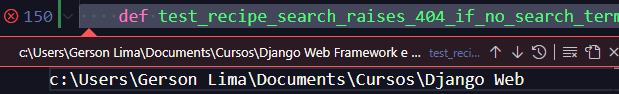 150 def test_recipe_search_raises_404_if_no_search_term
c:\Users\Gerson Lima\Documents\Cursos\Django Web Framework e ... test_reci...
c:\Users\Gerson Lima\Documents\Cursos\Django Web